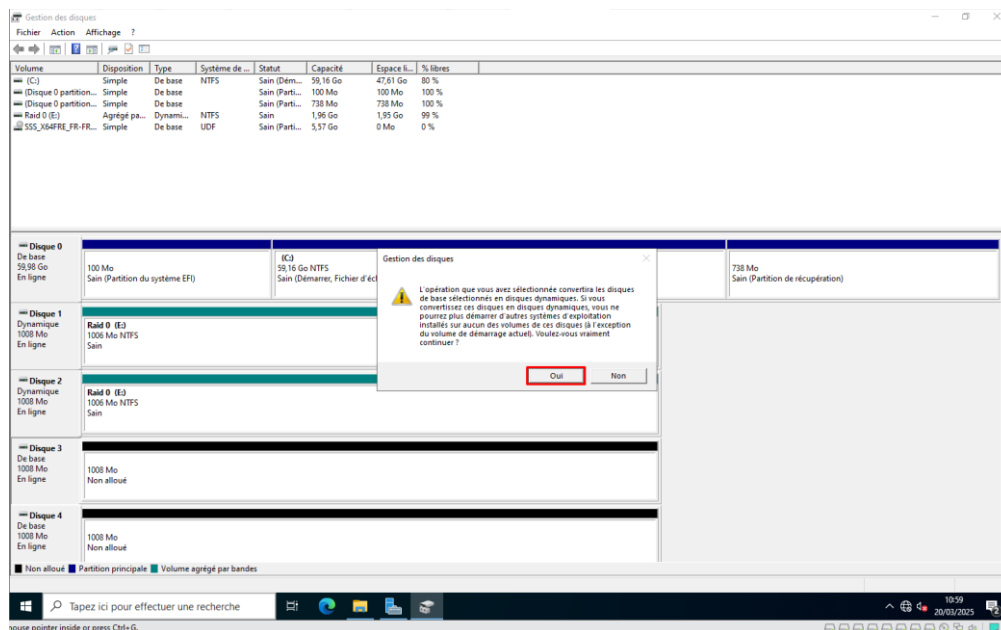 Gestion des disques
Fichier Action Affichage ?
Volume Disposition Type Système de ... Statut Capacité Espace li... % libres
(C:) Simple De base NTFS Sain (Dém... 59,16 Go 47,61 Go 80 %
(Disque 0 partition... Simple De base Sain (Parti... 100 Mo 100 Mo 100 %
(Disque 0 partition... Simple De base Sain (Parti... 738 Mo 738 Mo 100 %
Raid 0 (E:) Agrégé pa... Dynami... NTFS Sain 1,96 Go 1,95 Go 99 %
SSS_X64FRE_FR-FR... Simple De base UDF Sain (Parti... 5,57 Go 0 Mo 0 %
Disque 0
De base
59,98 Go
En ligne
100 Mo
Sain (Partition du système EFI)
(C:)
59,16 Go NTFS
Sain (Démarrer, Fichier d'éc
738 Mo
Sain (Partition de récupération)
Gestion des disques
L'opération que vous avez sélectionnée convertira les disques
de base sélectionnés en disques dynamiques. Si vous
convertissez ces disques en disques dynamiques, vous ne
pourrez plus démarrer d'autres systèmes d'exploitation
installés sur aucun des volumes de ces disques (à l'exception
du volume de démarrage actuel). Voulez-vous vraiment
continuer ?
Oui Non
Disque 1
Dynamique
1008 Mo
En ligne
Raid 0 (E:)
1006 Mo NTFS
Sain
Disque 2
Dynamique
1008 Mo
En ligne
Raid 0 (E:)
1006 Mo NTFS
Sain
Disque 3
De base
1008 Mo
En ligne
1008 Mo
Non alloué
Disque 4
De base
1008 Mo
En ligne
1008 Mo
Non alloué
Non alloué Partition principale Volume agrégé par bandes
Tapez ici pour effectuer une recherche
10:59
20/03/2025
2
pointer inside or press Ctrl+G.